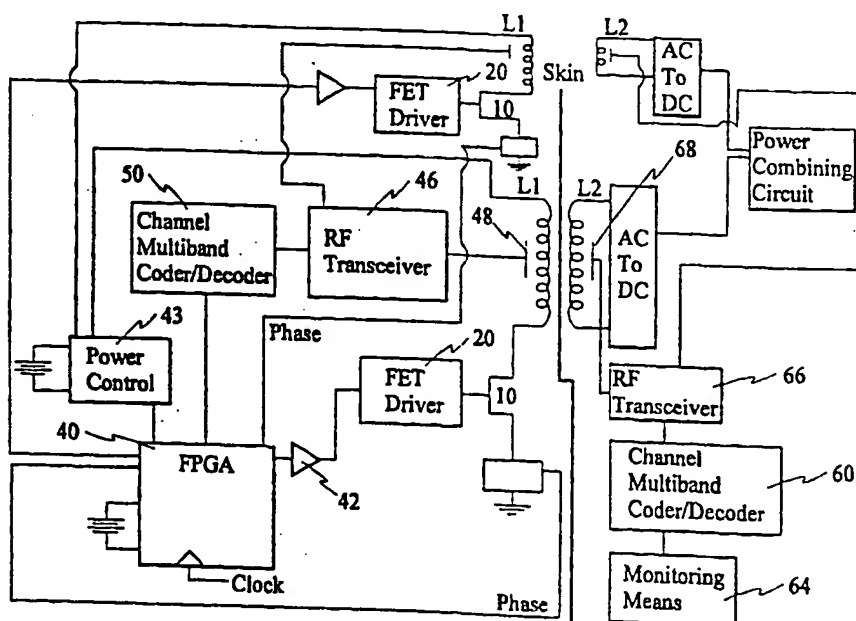 L1
L2
20
FET
Driver
10
Skin
AC
To
DC
Power
Combining
Circuit
68
50
Channel
Multiband
Coder/Decoder
46
RF
Transceiver
48
L1
L2
AC
To
DC
43
Power
Control
Phase
20
FET
Driver
10
RF
Transceiver
66
40
FPGA
42
Clock
Phase
Channel
Multiband
Coder/Decoder
60
Monitoring
Means
64